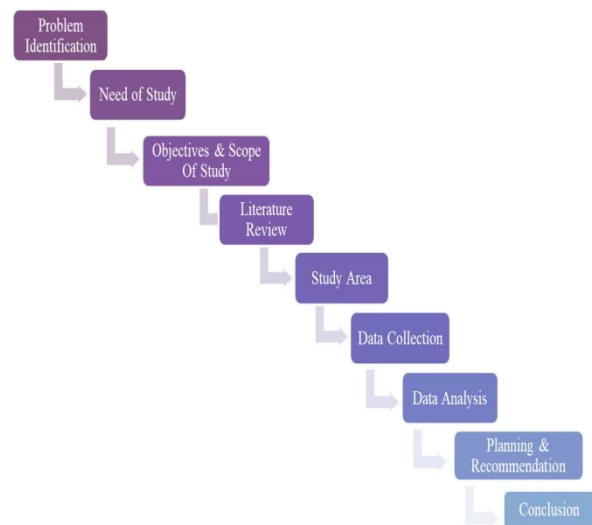 Problem
Identification
Need of Study
Objectives & Scope
Of Study
Literature
Review
Study Area
Data Collection
Data Analysis
Planning &
Recommendation
Conclusion